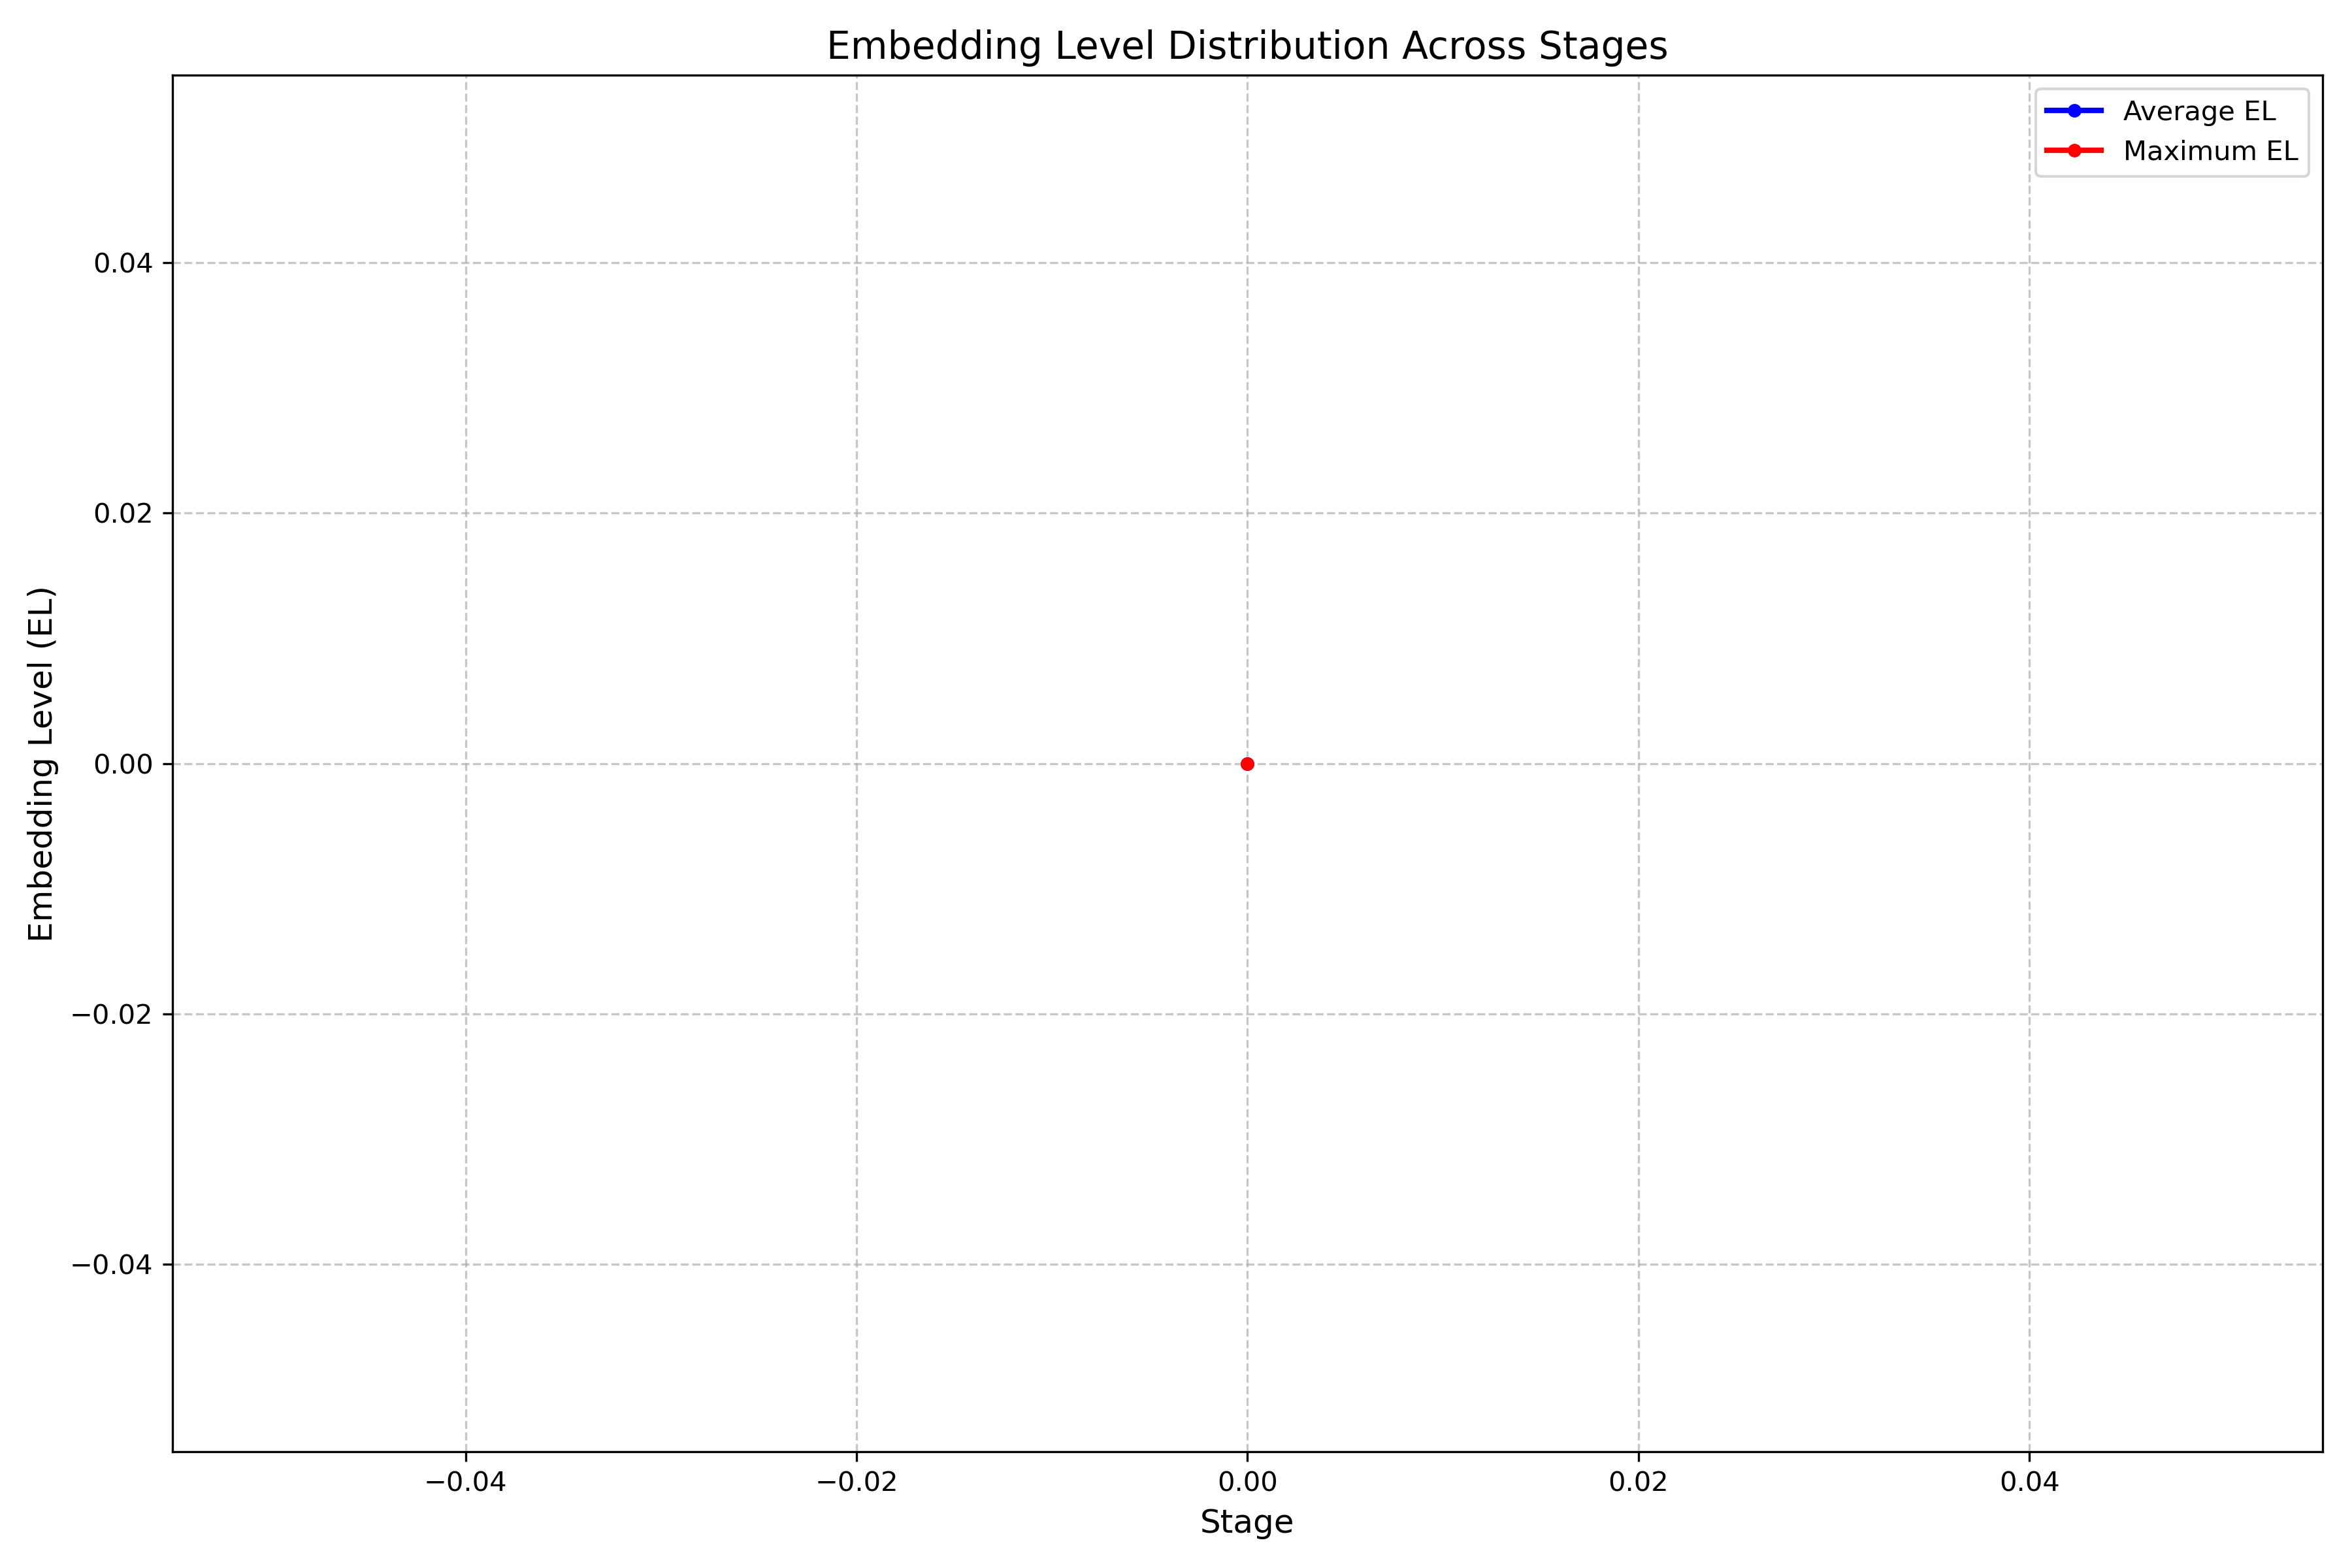 Embedding Level Distribution Across Stages
Average EL
Maximum EL
Embedding Level (EL)
0.04
0.02
0.00
−0.02
−0.04
−0.04
−0.02
0.00
0.02
0.04
Stage